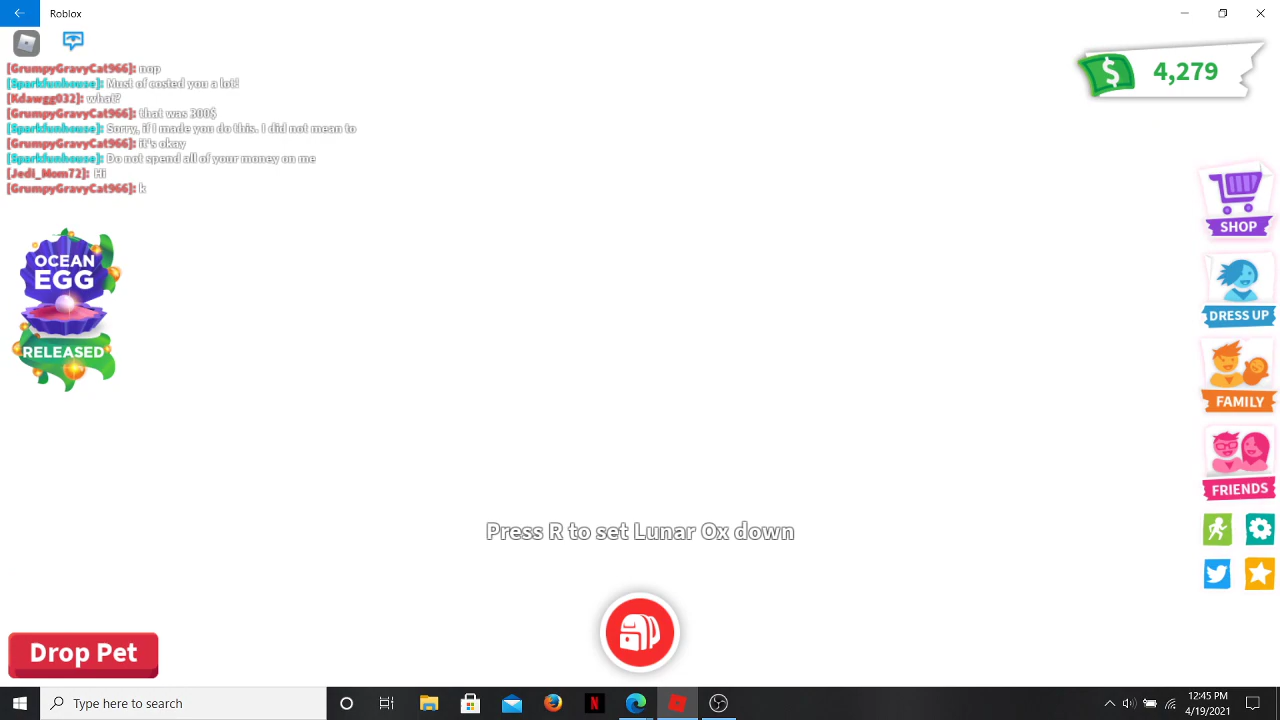 Roblox
[GrumpyGravyCat966]: nop
[Sparkfunhouse]: Must of costed you a lot!
[Kdawgg032]: what?
[GrumpyGravyCat966]: that was 300$
[Sparkfunhouse]: Sorry, if I made you do this. I did not mean to
[GrumpyGravyCat966]: it's okay
[Sparkfunhouse]: Do not spend all of your money on me
[Jedi_Mom72]: Hi
[GrumpyGravyCat966]: k
$ 4,279
OCEAN
EGG
RELEASED
SHOP
DRESS UP
FAMILY
FRIENDS
Press R to set Lunar Ox down
Drop Pet
Type here to search
N
12:45 PM
4/19/2021